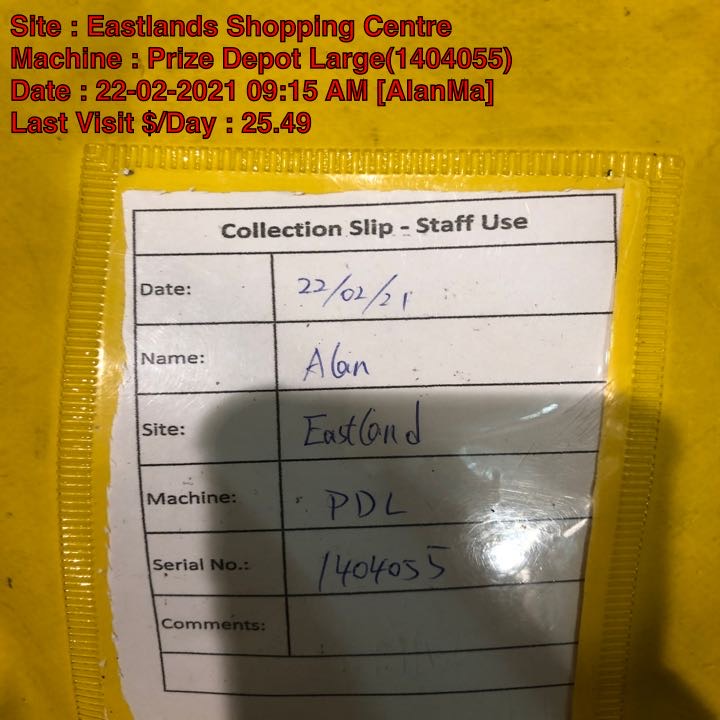 Site : Eastlands Shopping Centre
Machine : Prize Depot Large(1404055)
Date : 22-02-2021 09:15 AM [AlanMa]
Last Visit $/Day : 25.49
Collection Slip - Staff Use
Date: 22/02/21
Name: Alan
Site: Eastland
Machine: PDL
Serial No.: 1404055
Comments: